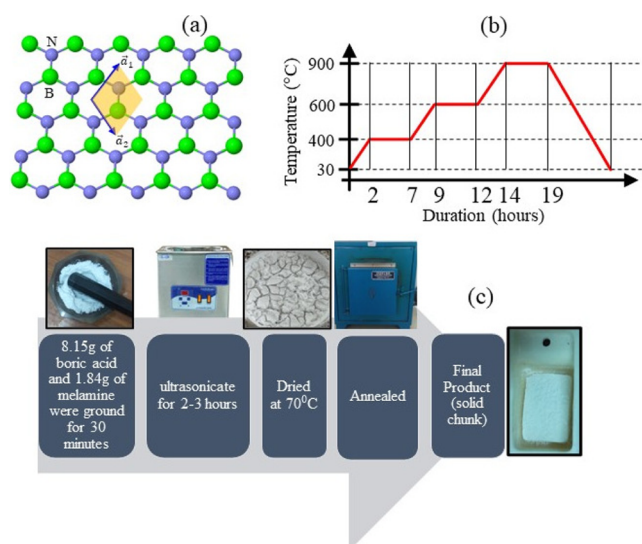 (a)
N
B
a⃗₁
a⃗₂
(b)
Temperature (°C)
900
600
400
30
2 7 9 12 14 19
Duration (hours)
(c)
8.15g of
boric acid
and 1.84g of
melamine
were ground
for 30
minutes
ultrasonicate
for 2-3 hours
Dried
at 70⁰C
Annealed
Final
Product
(solid
chunk)